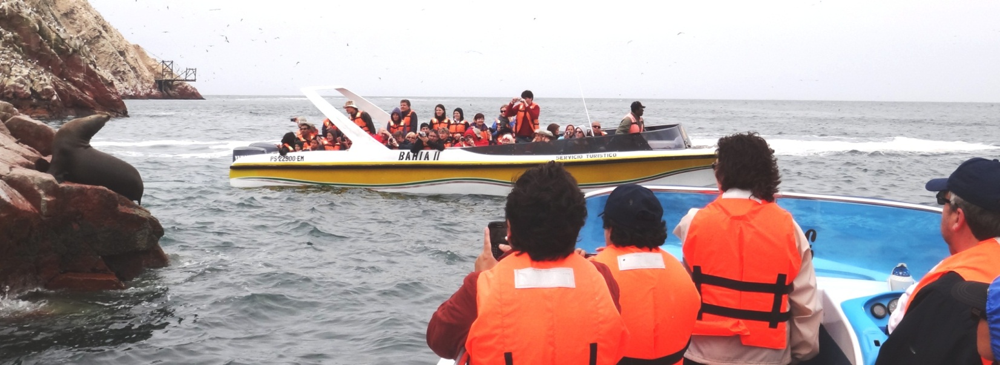 PS-22900-EM
BAHIA II
SERVICIO TURISTICO